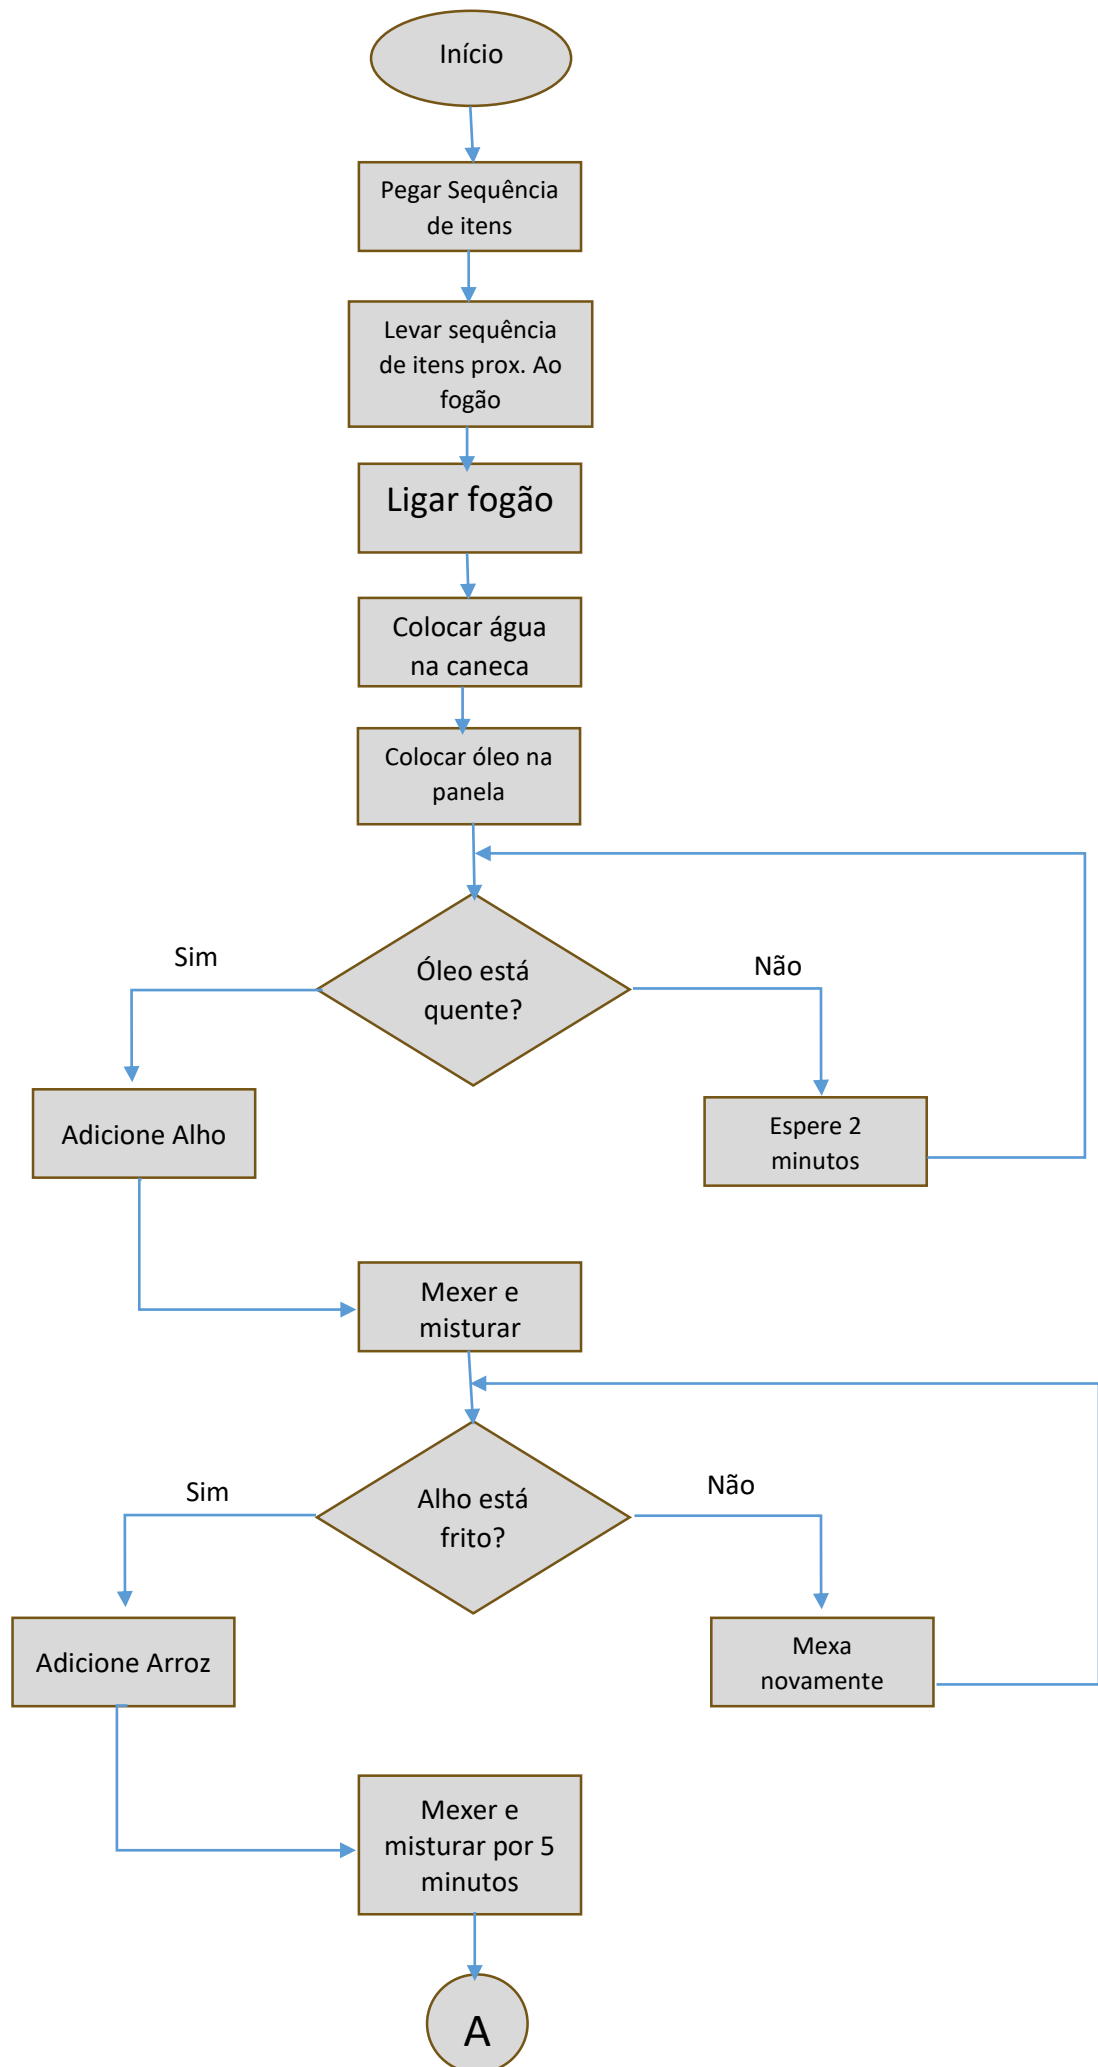 Início
Pegar Sequência
de itens
Levar sequência
de itens prox. Ao
fogão
Ligar fogão
Colocar água
na caneca
Colocar óleo na
panela
Óleo está
quente?
Sim
Não
Adicione Alho
Espere 2
minutos
Mexer e
misturar
Alho está
frito?
Sim
Não
Adicione Arroz
Mexa
novamente
Mexer e
misturar por 5
minutos
A